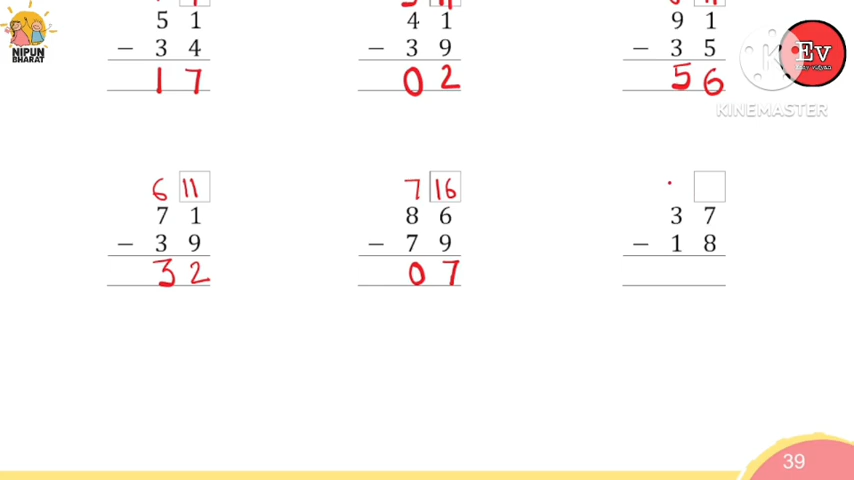 5 1
4 1
9 1
− 3 4
− 3 9
− 3 5
1 7
0 2
5 6
NIPUN
BHARAT
Ev
KINEMASTER
6 11
7 16
7 1
8 6
3 7
− 3 9
− 7 9
− 1 8
3 2
0 7
39